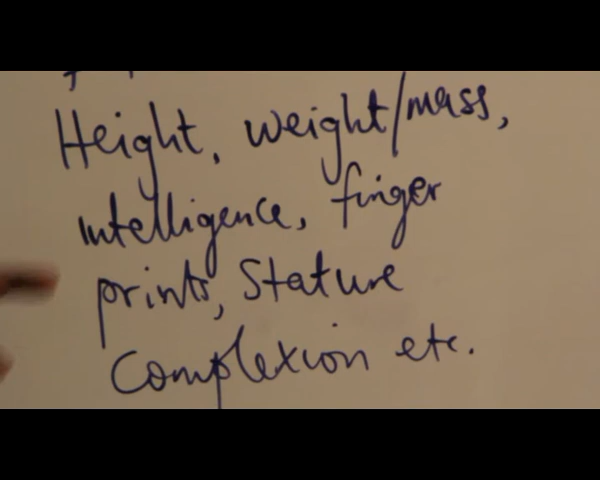 Height, weight/mass,
intelligence, finger
prints, Stature
Complexion etc.